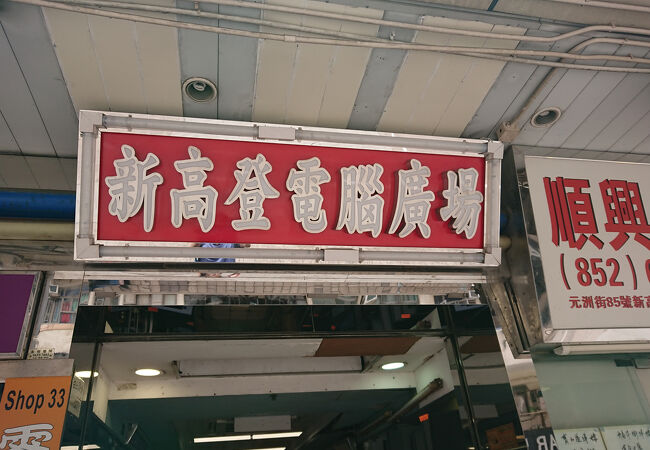 新高登電腦廣場
順興
(852)
元洲街85號新高
Shop 33
電